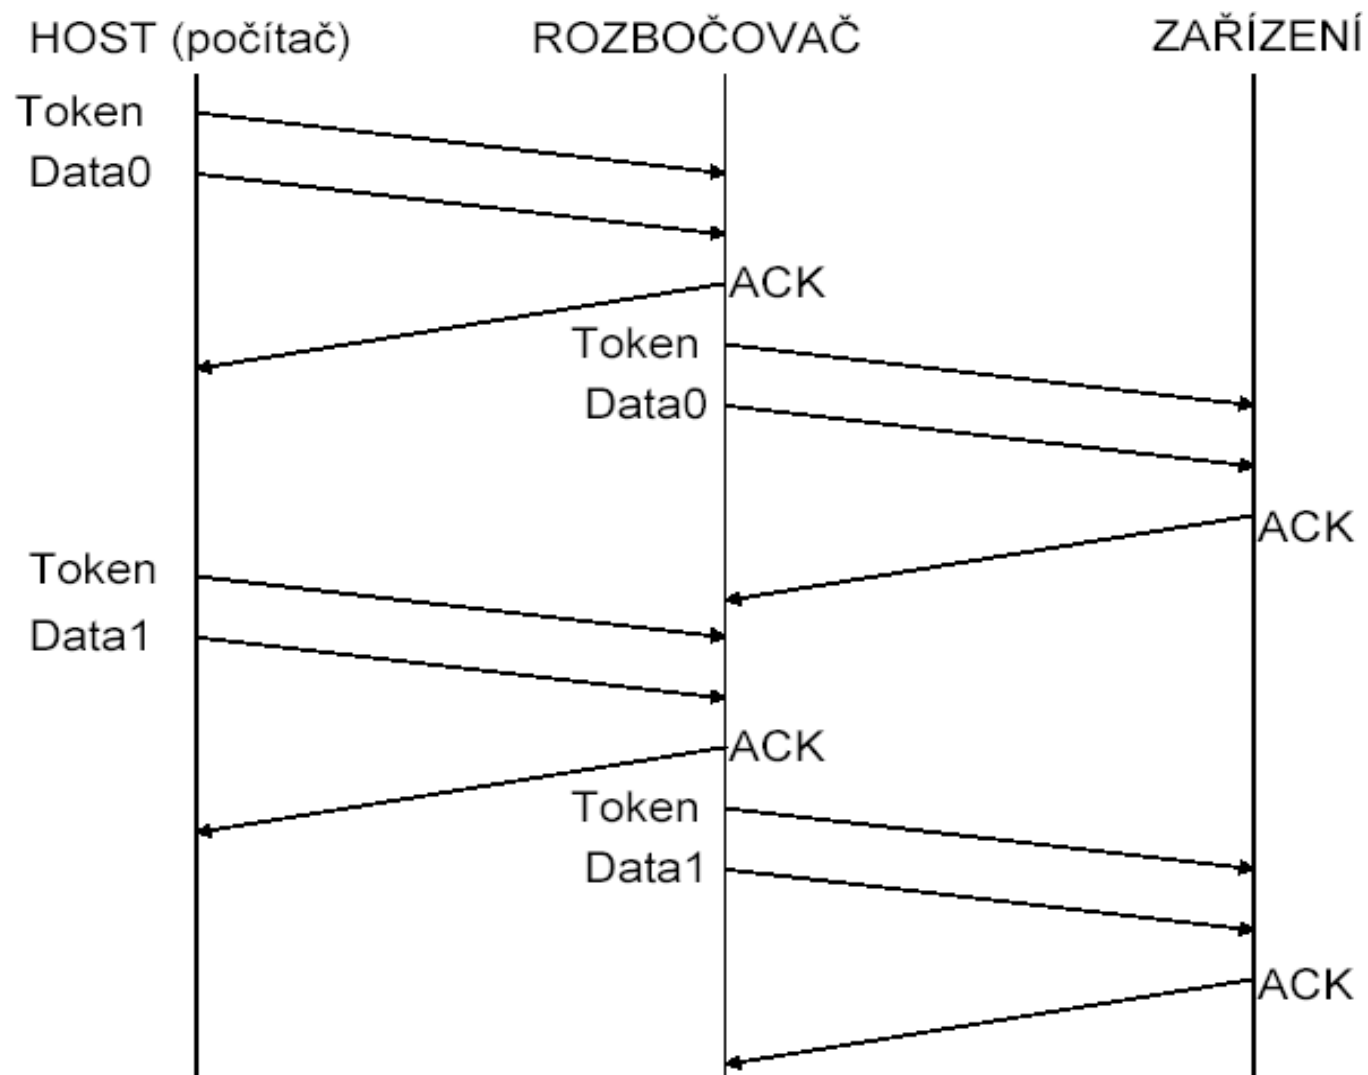 HOST (počítač)
ROZBOČOVAČ
ZAŘÍZENÍ
Token
Data0
ACK
Token
Data0
ACK
Token
Data1
ACK
Token
Data1
ACK